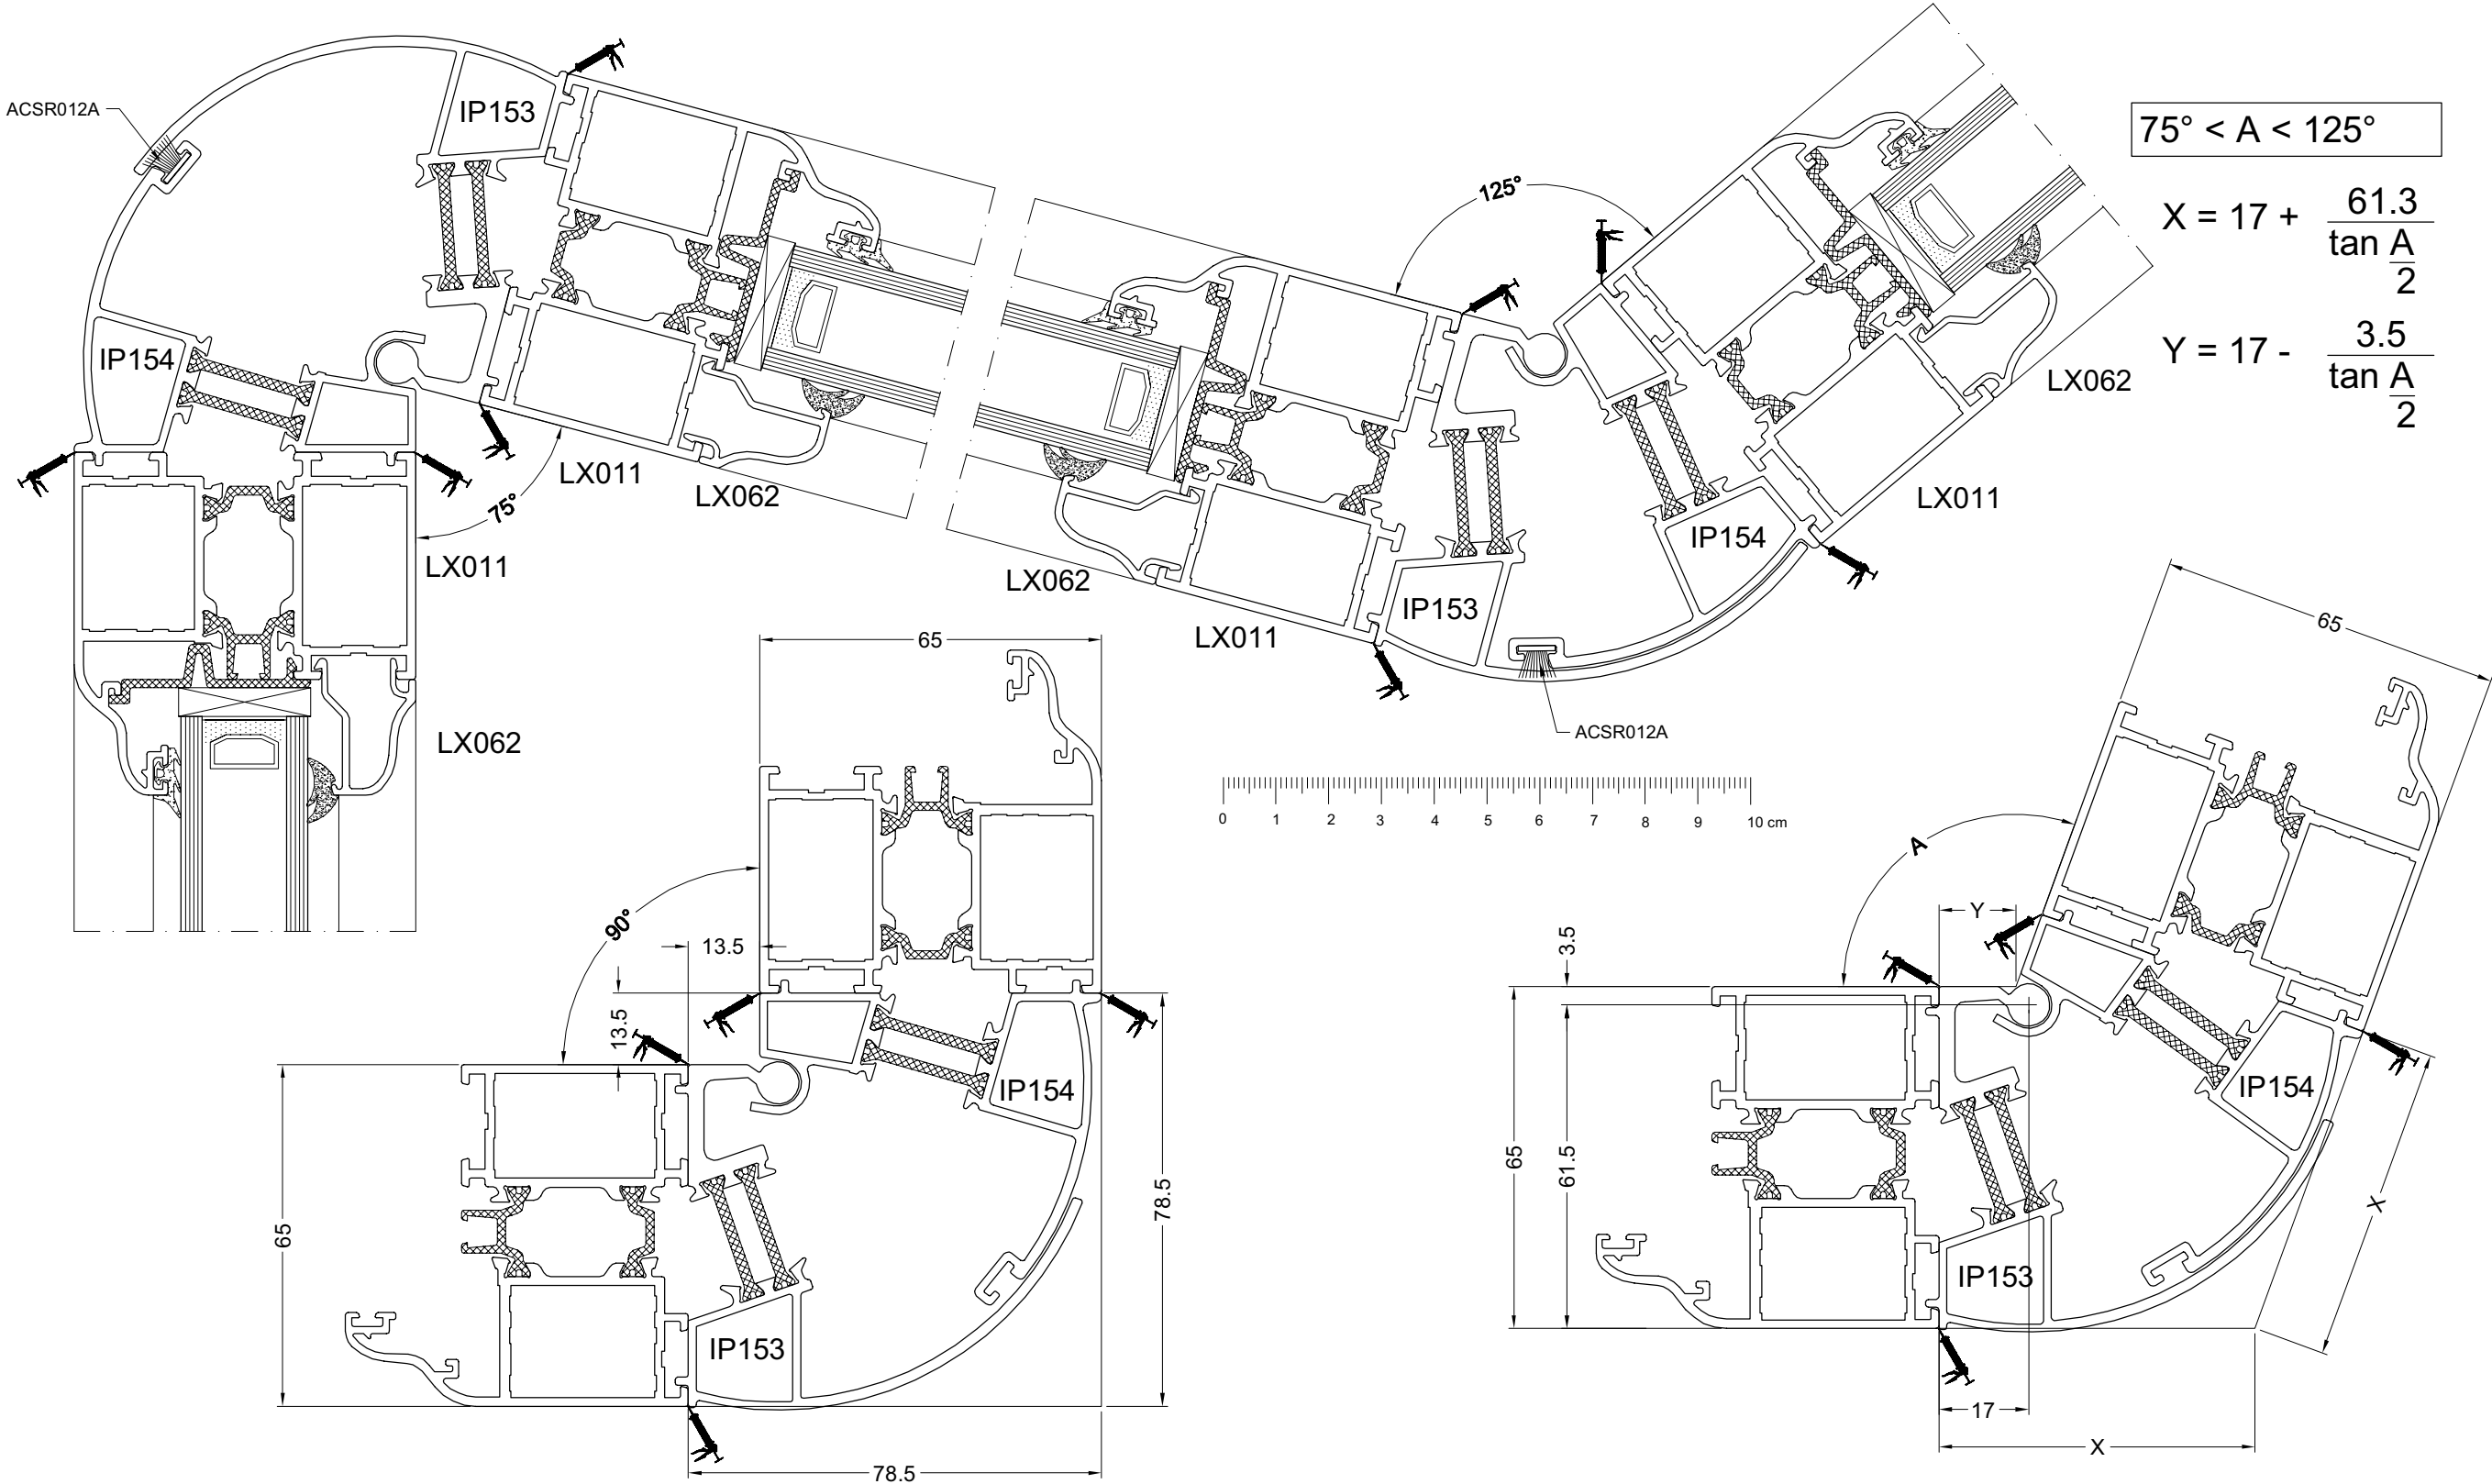 ACSR012A
IP153
IP154
75°
LX011
LX011
LX062
LX062
125°
LX062
LX011
IP154
IP153
LX062
LX011
ACSR012A
75° < A < 125°
X = 17 + 61.3
tan A
2
Y = 17 - 3.5
tan A
2
LX062
LX011
65
90°
13.5
13.5
IP154
65
78.5
IP153
78.5
0 1 2 3 4 5 6 7 8 9 10 cm
65
A
Y
3.5
IP154
65
61.5
X
IP153
17
X